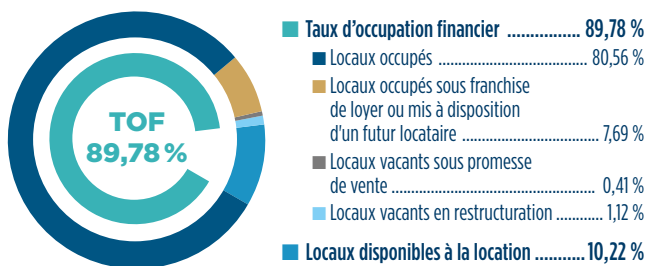 TOF
89,78 %
Taux d’occupation financier ................. 89,78 %
Locaux occupés ..................................... 80,56 %
Locaux occupés sous franchise
de loyer ou mis à disposition
d'un futur locataire .................................. 7,69 %
Locaux vacants sous promesse
de vente .................................................... 0,41 %
Locaux vacants en restructuration ............ 1,12 %
Locaux disponibles à la location ........... 10,22 %